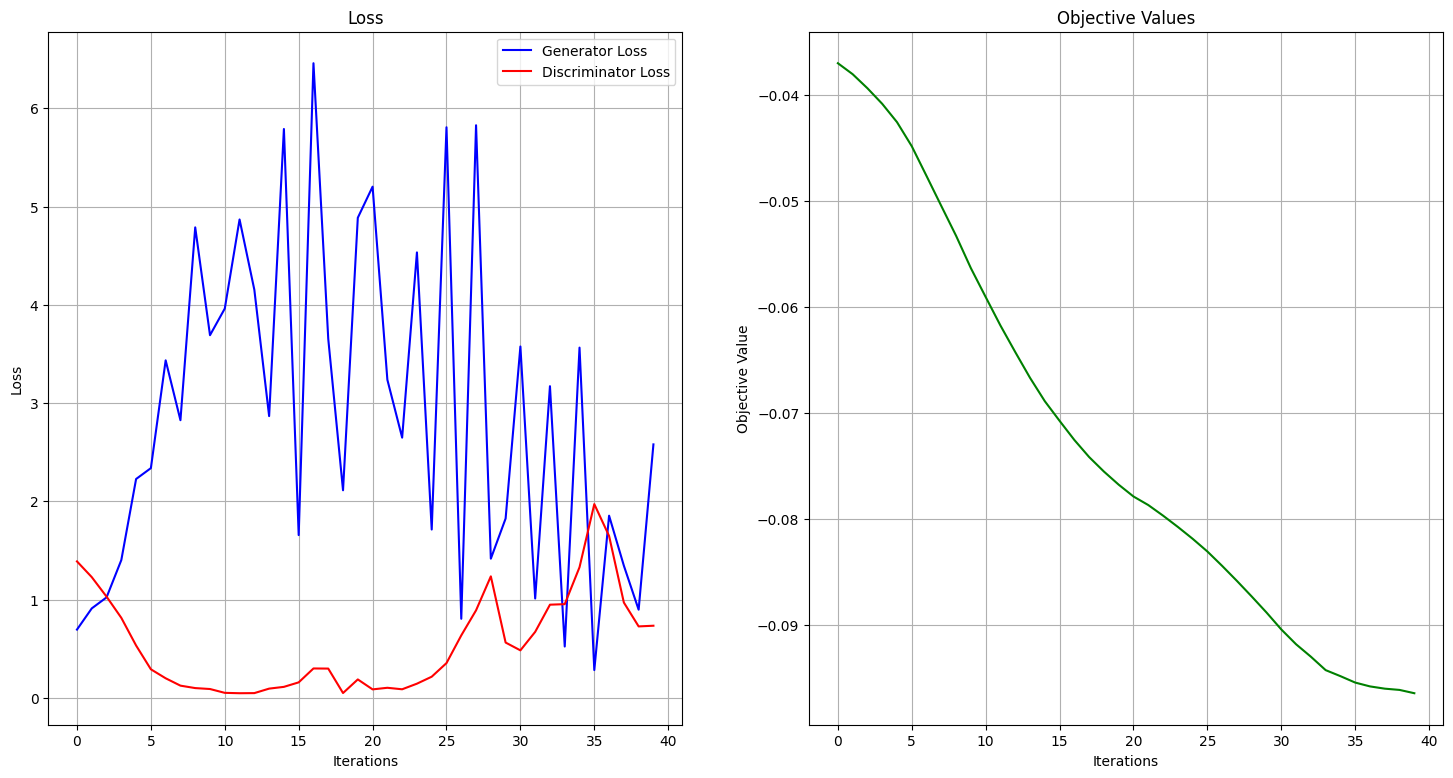 Loss
Generator Loss
Discriminator Loss
6
5
4
3
2
1
0
Loss
0 5 10 15 20 25 30 35 40
Iterations
Objective Values
−0.04
−0.05
−0.06
−0.07
−0.08
−0.09
Objective Value
0 5 10 15 20 25 30 35 40
Iterations